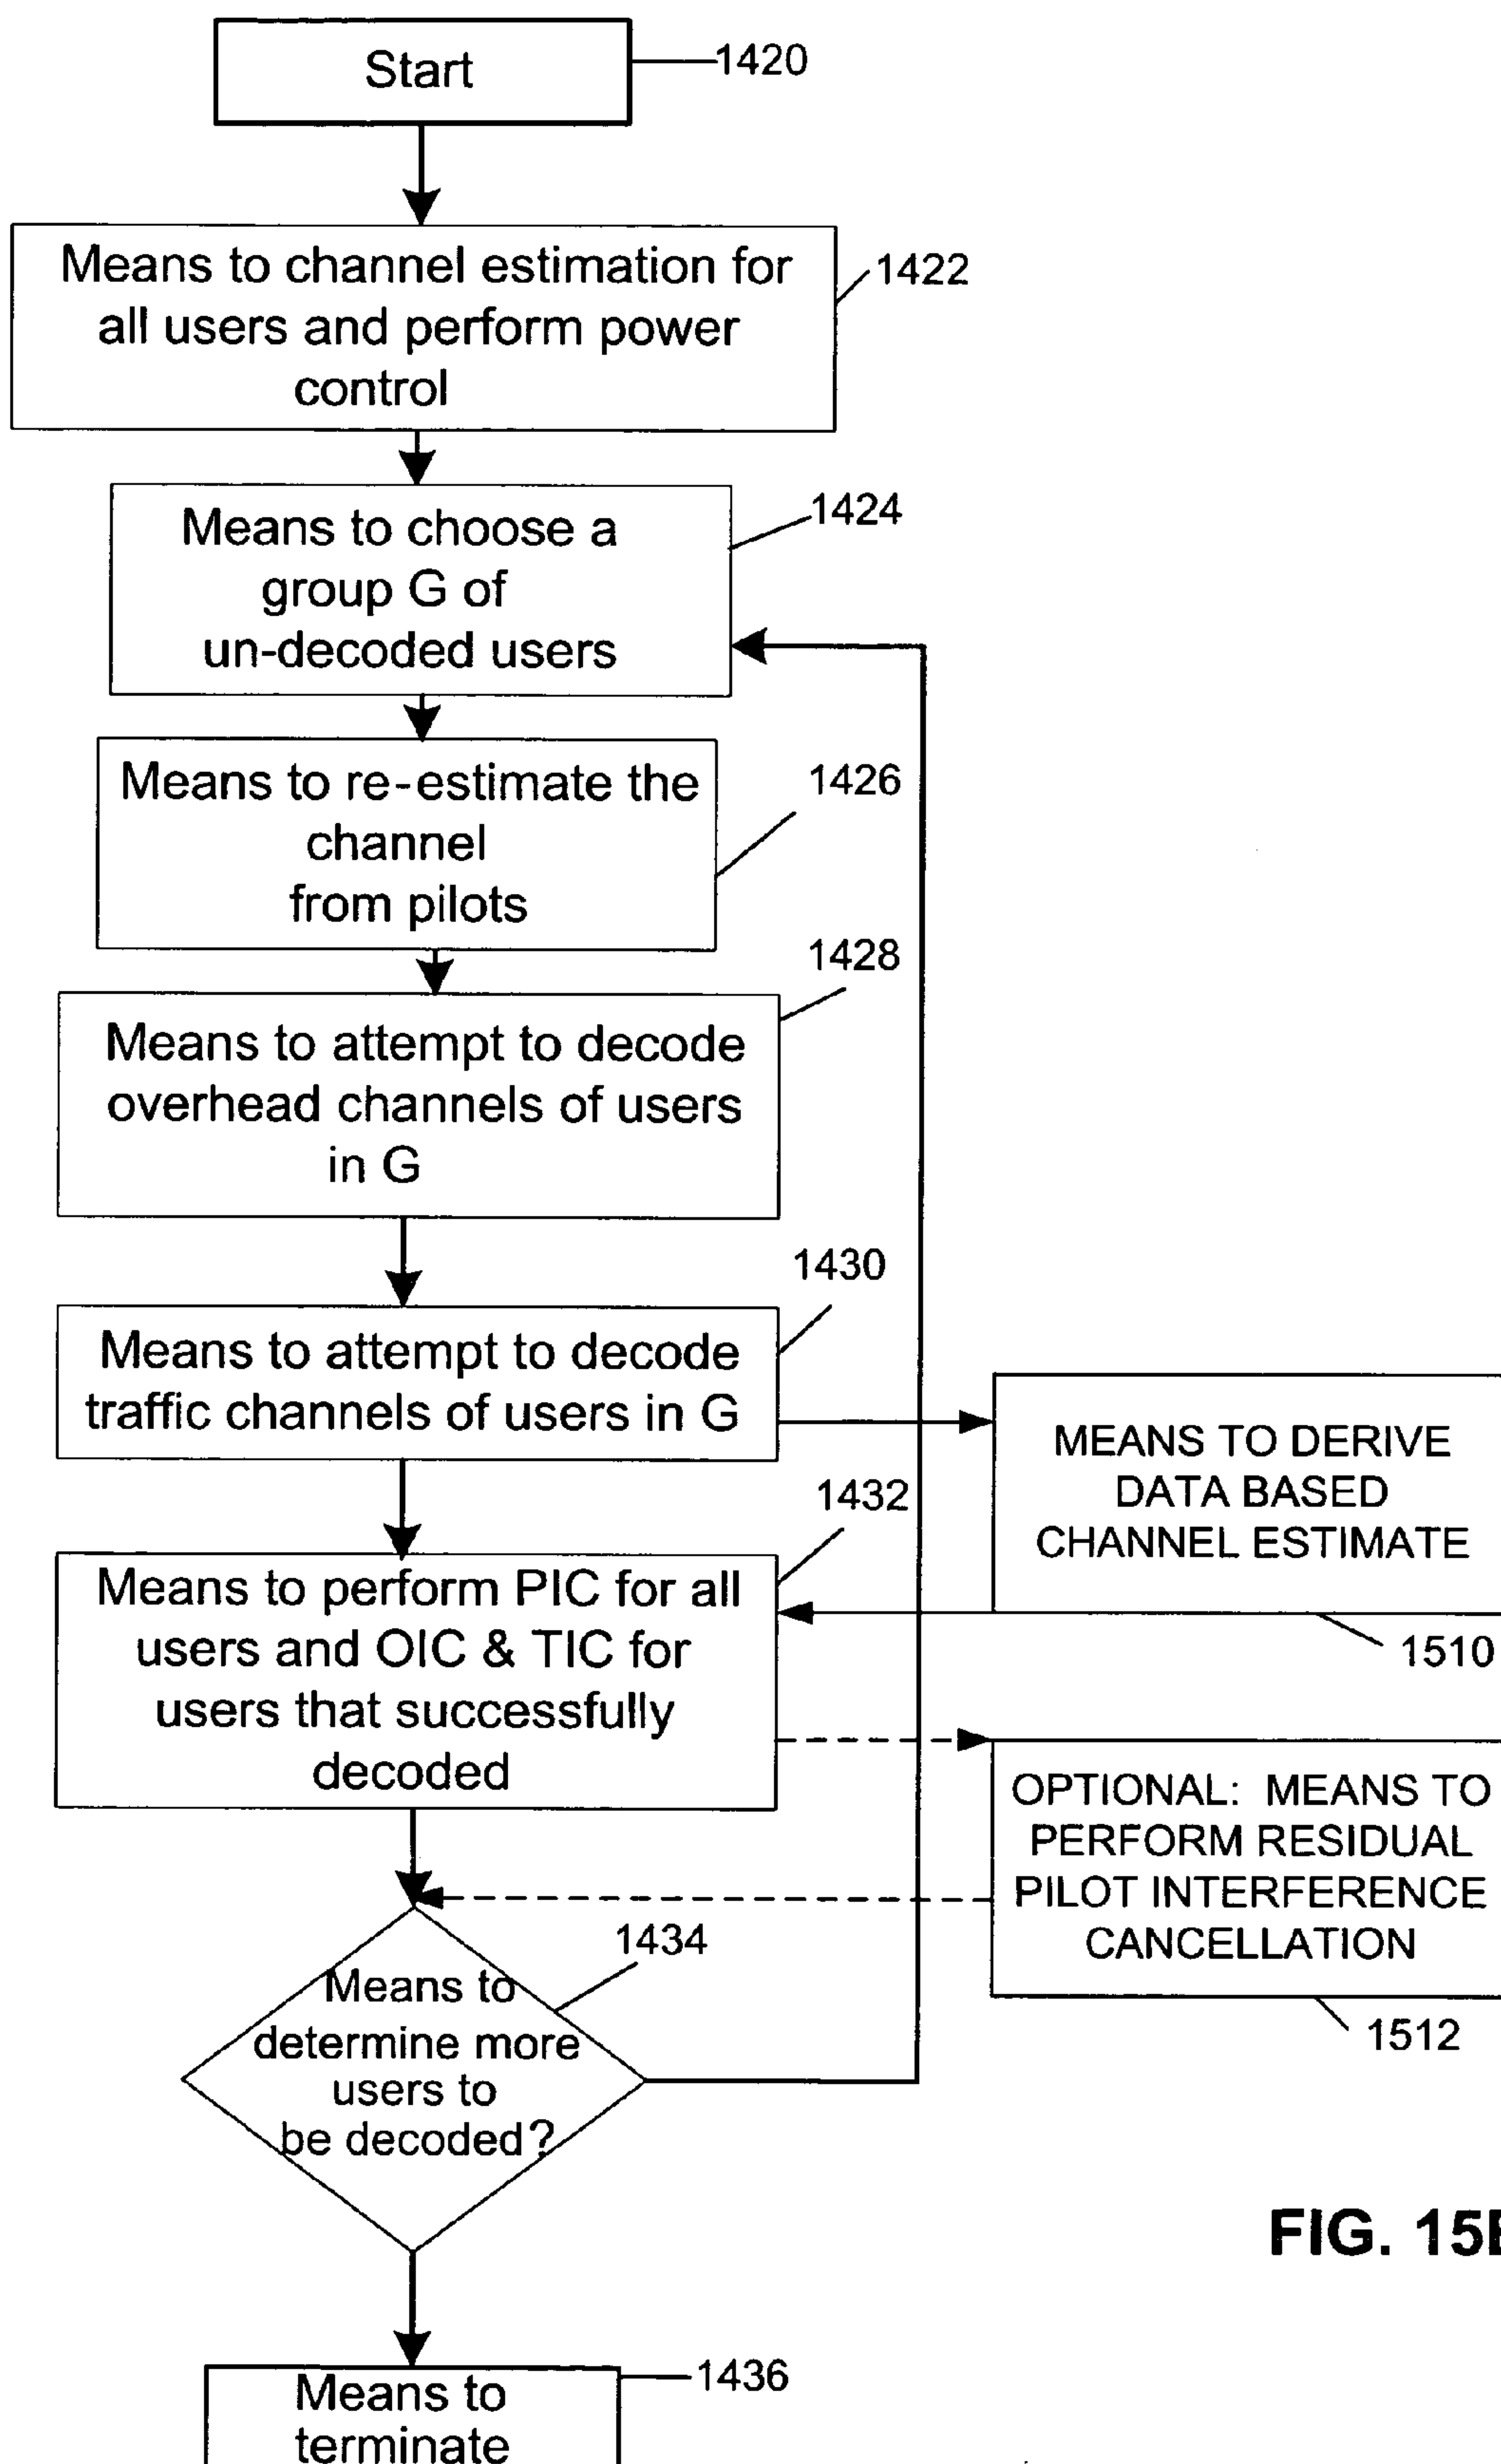 Start
1420
Means to channel estimation for
all users and perform power
control
1422
Means to choose a
group G of
un-decoded users
1424
Means to re-estimate the
channel
from pilots
1426
Means to attempt to decode
overhead channels of users
in G
1428
Means to attempt to decode
traffic channels of users in G
1430
MEANS TO DERIVE
DATA BASED
CHANNEL ESTIMATE
1510
Means to perform PIC for all
users and OIC & TIC for
users that successfully
decoded
1432
OPTIONAL: MEANS TO
PERFORM RESIDUAL
PILOT INTERFERENCE
CANCELLATION
1512
Means to
determine more
users to
be decoded?
1434
FIG. 15B
Means to
terminate
1436